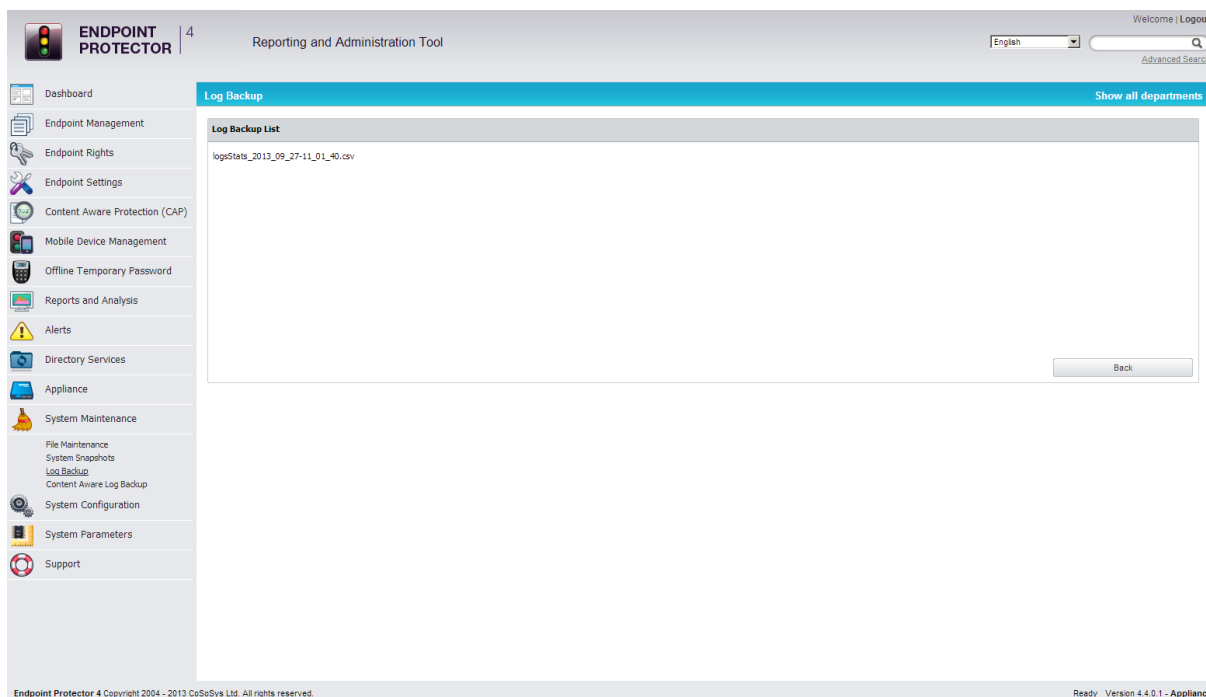 Welcome | Logou
ENDPOINT PROTECTOR 4
Reporting and Administration Tool
English
Advanced Searc
Dashboard
Endpoint Management
Endpoint Rights
Endpoint Settings
Content Aware Protection (CAP)
Mobile Device Management
Offline Temporary Password
Reports and Analysis
Alerts
Directory Services
Appliance
System Maintenance
File Maintenance
System Snapshots
Log Backup
Content Aware Log Backup
System Configuration
System Parameters
Support
Log Backup
Show all departments
Log Backup List
logsStats_2013_09_27-11_01_40.csv
Back
Endpoint Protector 4 Copyright 2004 - 2013 CoSoSys Ltd. All rights reserved.
Ready Version 4.4.0.1 - Applianc